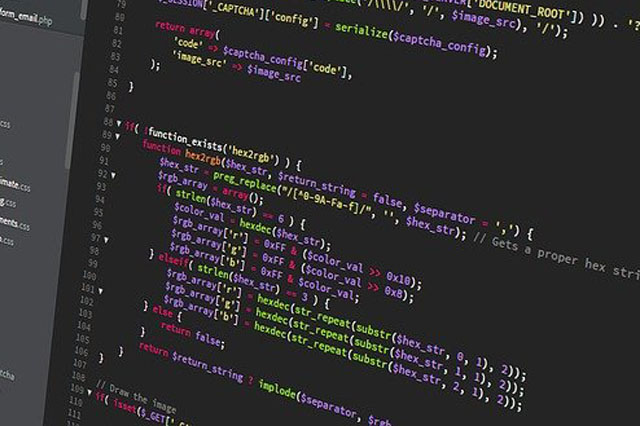 form_email.php
.css
s
timate.css
g.css
ments.css
a.css
tcha
79
80 _SESSION['_CAPTCHA']['config'] = serialize($captcha_config);
81
82 return array(
83 'code' => $captcha_config['code'],
84 'image_src' => $image_src
85 );
86 }
87
88 if( !function_exists('hex2rgb') ) {
89 function hex2rgb($hex_str, $return_string = false, $separator = ',') {
90 $hex_str = preg_replace("/[^0-9A-Fa-f]/", '', $hex_str); // Gets a proper hex stri
91 $rgb_array = array();
92 if( strlen($hex_str) == 6 ) {
93 $color_val = hexdec($hex_str);
94 $rgb_array['r'] = 0xFF & ($color_val >> 0x10);
95 $rgb_array['g'] = 0xFF & ($color_val >> 0x8);
96 $rgb_array['b'] = 0xFF & $color_val;
97 } elseif( strlen($hex_str) == 3 ) {
98 $rgb_array['r'] = hexdec(str_repeat(substr($hex_str, 0, 1), 2));
99 $rgb_array['g'] = hexdec(str_repeat(substr($hex_str, 1, 1), 2));
100 $rgb_array['b'] = hexdec(str_repeat(substr($hex_str, 2, 1), 2));
101 } else {
102 return false;
103 }
104 return $return_string ? implode($separator, $rgb
105 }
106 }
107
108 // Draw the image
109 if( isset($_GET['
110